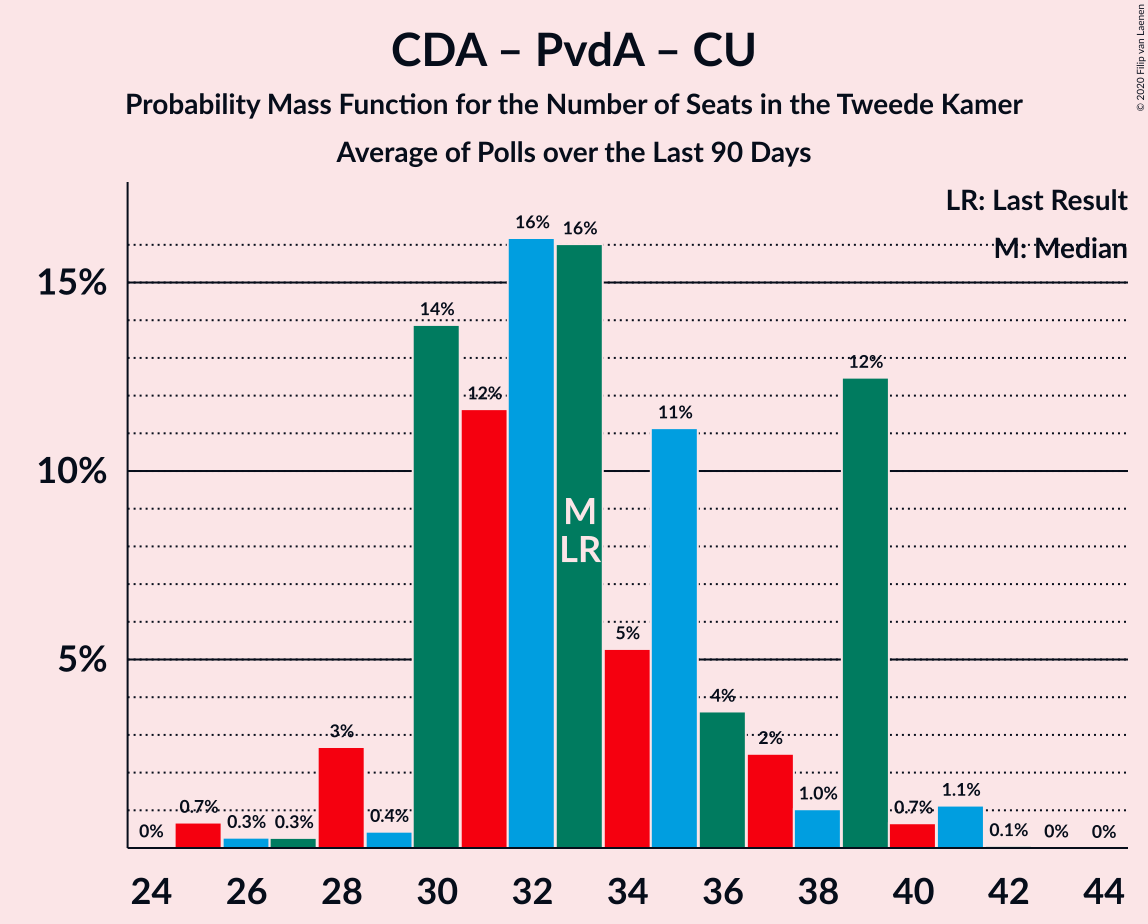 © 2020 Filip van Laenen
CDA – PvdA – CU
Probability Mass Function for the Number of Seats in the Tweede Kamer
Average of Polls over the Last 90 Days
LR: Last Result
M: Median
15%
10%
5%
0%
0.7%
0.3%
0.3%
3%
0.4%
14%
12%
16%
16%
5%
11%
4%
2%
1.0%
12%
0.7%
1.1%
0.1%
0%
0%
M
LR
24 26 28 30 32 34 36 38 40 42 44